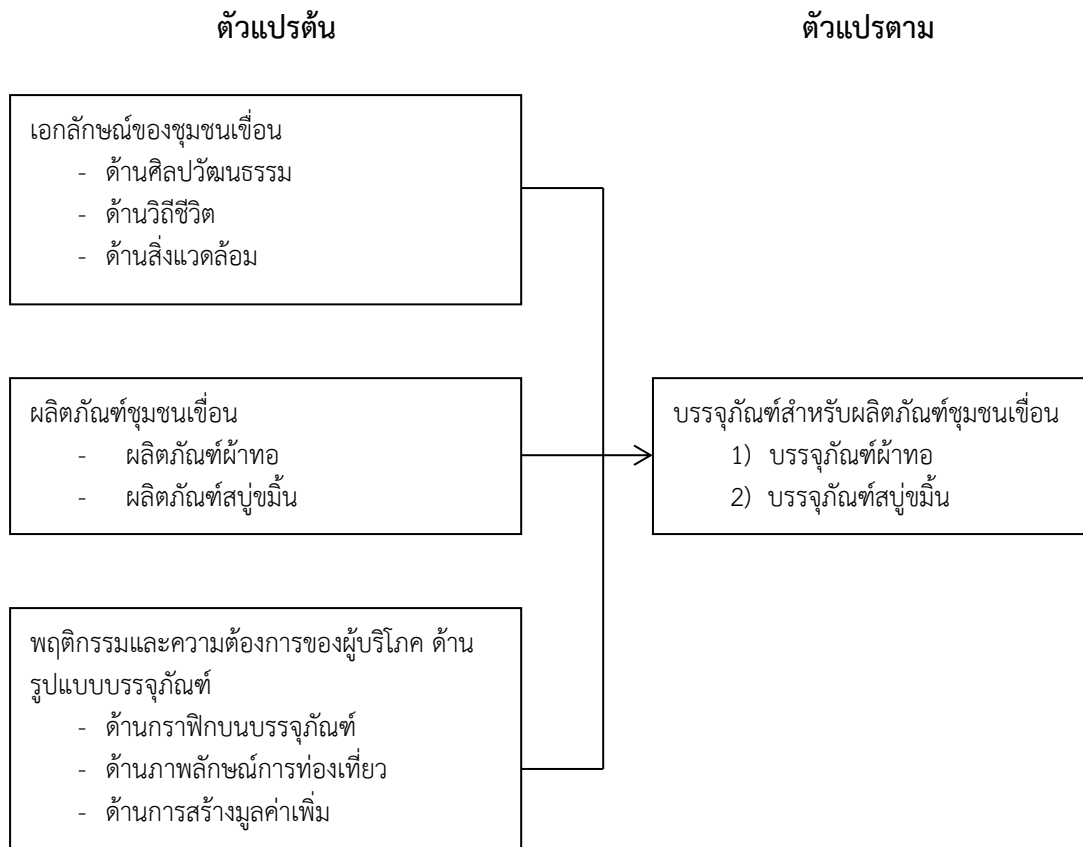 ตัวแปรต้น
ตัวแปรตาม
เอกลักษณ์ของชุมชนเขื่อน
- ด้านศิลปวัฒนธรรม
- ด้านวิถีชีวิต
- ด้านสิ่งแวดล้อม
ผลิตภัณฑ์ชุมชนเขื่อน
- ผลิตภัณฑ์ผ้าทอ
- ผลิตภัณฑ์สบู่ขมิ้น
บรรจุภัณฑ์สำหรับผลิตภัณฑ์ชุมชนเขื่อน
1) บรรจุภัณฑ์ผ้าทอ
2) บรรจุภัณฑ์สบู่ขมิ้น
พฤติกรรมและความต้องการของผู้บริโภค ด้าน
รูปแบบบรรจุภัณฑ์
- ด้านกราฟิกบนบรรจุภัณฑ์
- ด้านภาพลักษณ์การท่องเที่ยว
- ด้านการสร้างมูลค่าเพิ่ม